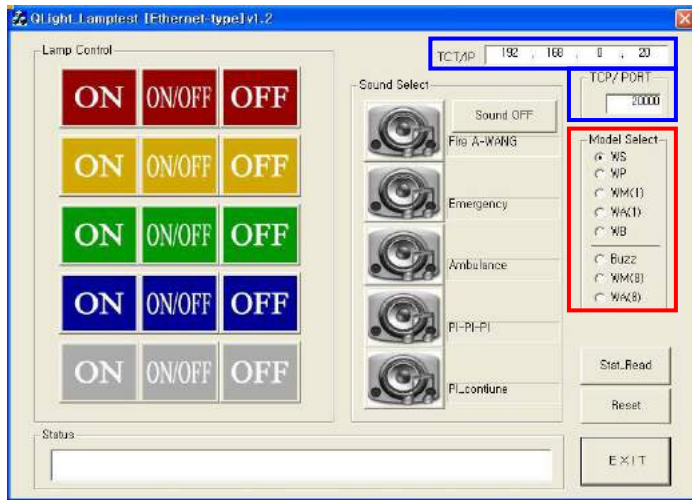 QLight_Lamptest [Ethernet-type] v1.2
Lamp Control
ON ON/OFF OFF
ON ON/OFF OFF
ON ON/OFF OFF
ON ON/OFF OFF
ON ON/OFF OFF
Sound Select
Sound OFF
Fire A-WANG
Emergency
Ambulance
PI-PI-PI
PI_contiune
TCT/IP 192 . 168 . 0 . 20
TCP/ PORT
20000
Model Select
WS
WP
WM(1)
WA(1)
WB
Buzz
WM(8)
WA(8)
Stat_Read
Reset
EXIT
Status